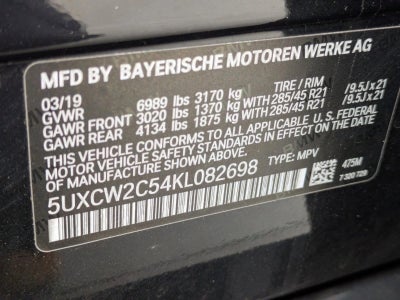 MFD BY BAYERISCHE MOTOREN WERKE AG
03/19 TIRE / RIM
GVWR 6989 lbs 3170 kg
GAWR FRONT 3020 lbs 1370 kg WITH 285/45 R21 /9.5J x 21
GAWR REAR 4134 lbs 1875 kg WITH 285/45 R21 /9.5J x 21
THIS VEHICLE CONFORMS TO ALL APPLICABLE U.S. FEDERAL
MOTOR VEHICLE SAFETY STANDARDS IN EFFECT ON THE DATE
OF MANUFACTURE SHOWN ABOVE.
5UXCW2C54KL082698 TYPE: MPV
475M
7 320 729